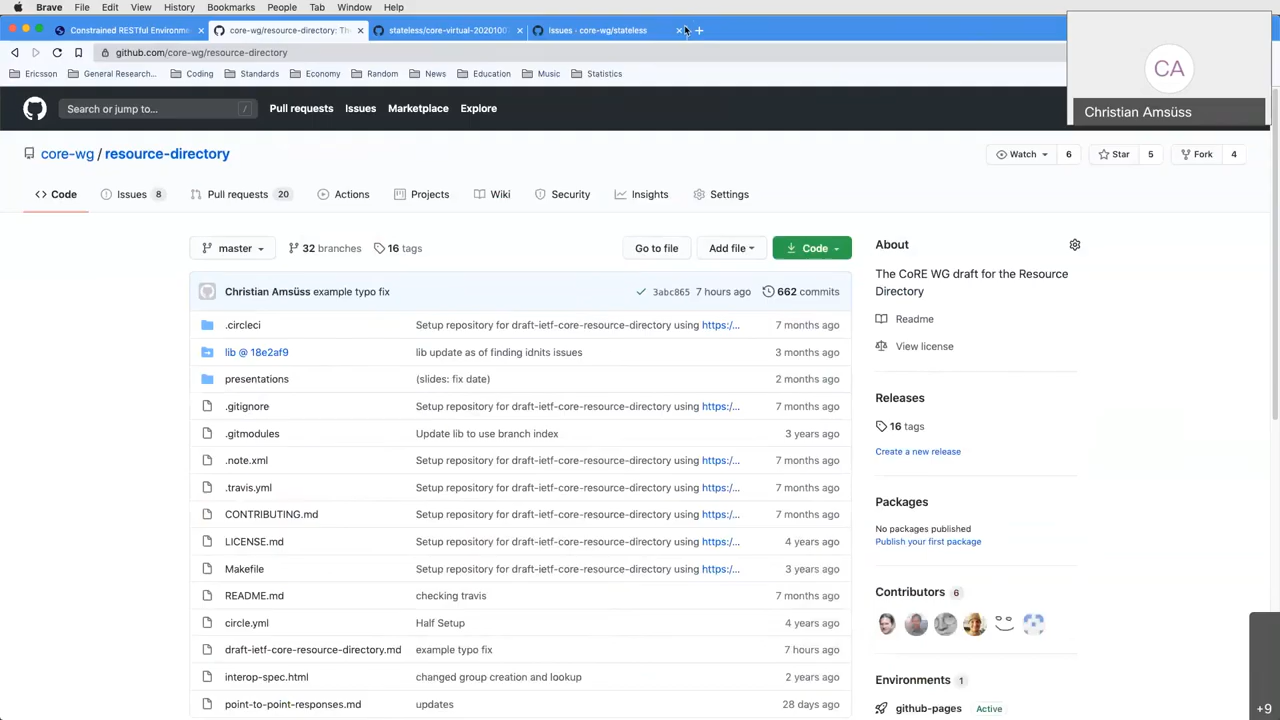 Brave File Edit View History Bookmarks People Tab Window Help
Constrained RESTful Environm × core-wg/resource-directory: Th × stateless/core-virtual-2020100 × Issues · core-wg/stateless × +
github.com/core-wg/resource-directory
Ericsson General Research... Coding Standards Economy Random News Education Music Statistics
CA
Christian Amsüss
Search or jump to... / Pull requests Issues Marketplace Explore
core-wg / resource-directory Watch 6 Star 5 Fork 4
<> Code Issues 8 Pull requests 20 Actions Projects Wiki Security Insights Settings
master 32 branches 16 tags Go to file Add file Code
Christian Amsüss example typo fix 3abc865 7 hours ago 662 commits
.circleci Setup repository for draft-ietf-core-resource-directory using https:/... 7 months ago
lib @ 18e2af9 lib update as of finding idnits issues 3 months ago
presentations (slides: fix date) 2 months ago
.gitignore Setup repository for draft-ietf-core-resource-directory using https:/... 7 months ago
.gitmodules Update lib to use branch index 3 years ago
.note.xml Setup repository for draft-ietf-core-resource-directory using https:/... 7 months ago
.travis.yml Setup repository for draft-ietf-core-resource-directory using https:/... 7 months ago
CONTRIBUTING.md Setup repository for draft-ietf-core-resource-directory using https:/... 7 months ago
LICENSE.md Setup repository for draft-ietf-core-resource-directory using https:/... 4 years ago
Makefile Setup repository for draft-ietf-core-resource-directory using https:/... 3 years ago
README.md checking travis 7 months ago
circle.yml Half Setup 4 years ago
draft-ietf-core-resource-directory.md example typo fix 7 hours ago
interop-spec.html changed group creation and lookup 2 years ago
point-to-point-responses.md updates 28 days ago
About
The CoRE WG draft for the Resource
Directory
Readme
View license
Releases
16 tags
Create a new release
Packages
No packages published
Publish your first package
Contributors 6
Environments 1
github-pages Active
+9